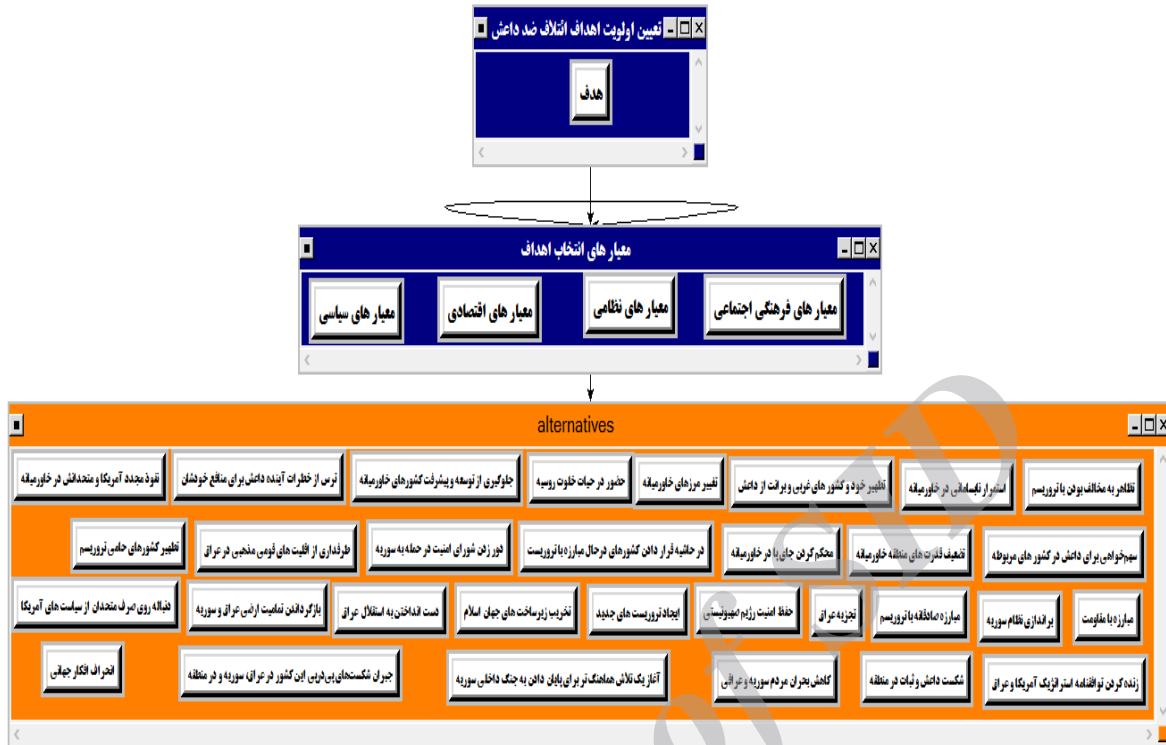 تعیین اولویت اهداف ائتلاف ضد داعش
هدف
معیار های انتخاب اهداف
معیار های فرهنگی اجتماعی
معیار های نظامی
معیار های اقتصادی
معیار های سیاسی
alternatives
تظاهر به مخالف بودن با تروریسم
استمرار نابسامانی در خاورمیانه
تطهیر خود و کشور های غربی و برائت از داعش
تغییر مرزهای خاورمیانه
حضور در حیات خلوت روسیه
جلوگیری از توسعه و پیشرفت کشورهای خاورمیانه
ترس از خطرات آینده داعش برای منافع خودشان
نفوذ مجدد آمریکا و متحدانش در خاورمیانه
سهم‌خواهی برای داعش در کشور های مربوطه
تضعیف قدرت های منطقه خاورمیانه
محکم کردن جای پا در خاورمیانه
در حاشیه قرار دادن کشورهای درحال مبارزه با تروریست
دور زدن شورای امنیت در حمله به سوریه
طرفداری از اقلیت های قومی مذهبی در عراق
تطهیر کشورهای حامی تروریسم
مبارزه با مقاومت
براندازی نظام سوریه
مبارزه صادقانه با تروریسم
تجزیه عراق
حفظ امنیت رژیم صهیونیستی
ایجاد تروریست های جدید
تخریب زیرساخت های جهان اسلام
دست انداختن به استقلال عراق
بازگرداندن تمامیت ارضی عراق و سوریه
دنباله روی صرف متحدان از سیاست های آمریکا
زنده کردن توافقنامه استراتژیک آمریکا و عراق
شکست داعش و ثبات در منطقه
کاهش بحران مردم سوریه و عراق
آغاز یک تلاش هماهنگ‌تر برای پایان دادن به جنگ داخلی سوریه
جبران شکست‌های پی‌درپی این کشور در عراق، سوریه و در منطقه
انحراف افکار جهانی
of SID